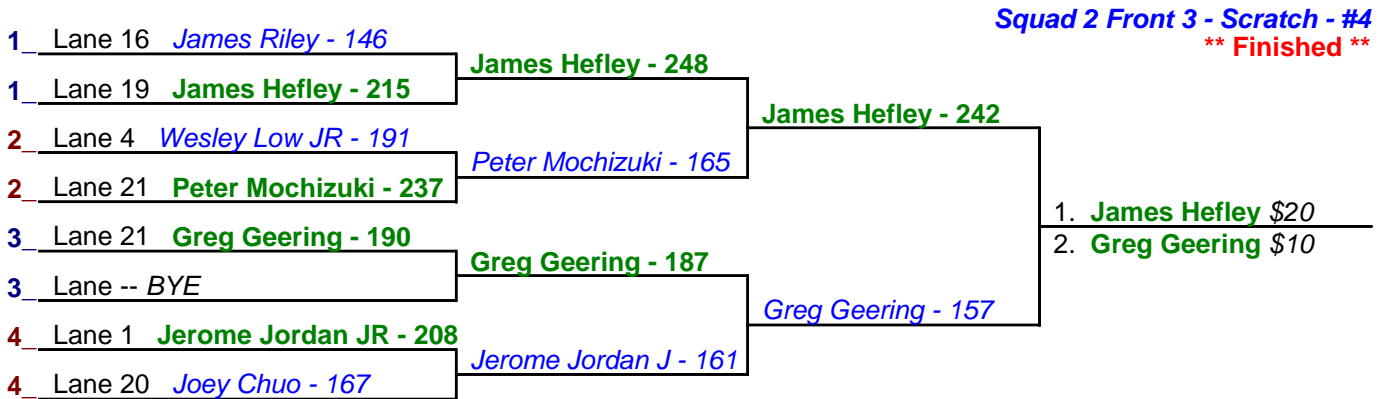 Squad 2 Front 3 - Scratch - #4
** Finished **
1_ Lane 16 James Riley - 146
1_ Lane 19 James Hefley - 215
2_ Lane 4 Wesley Low JR - 191
2_ Lane 21 Peter Mochizuki - 237
3_ Lane 21 Greg Geering - 190
3_ Lane -- BYE
4_ Lane 1 Jerome Jordan JR - 208
4_ Lane 20 Joey Chuo - 167
James Hefley - 248
Peter Mochizuki - 165
Greg Geering - 187
Jerome Jordan J - 161
James Hefley - 242
Greg Geering - 157
1. James Hefley $20
2. Greg Geering $10